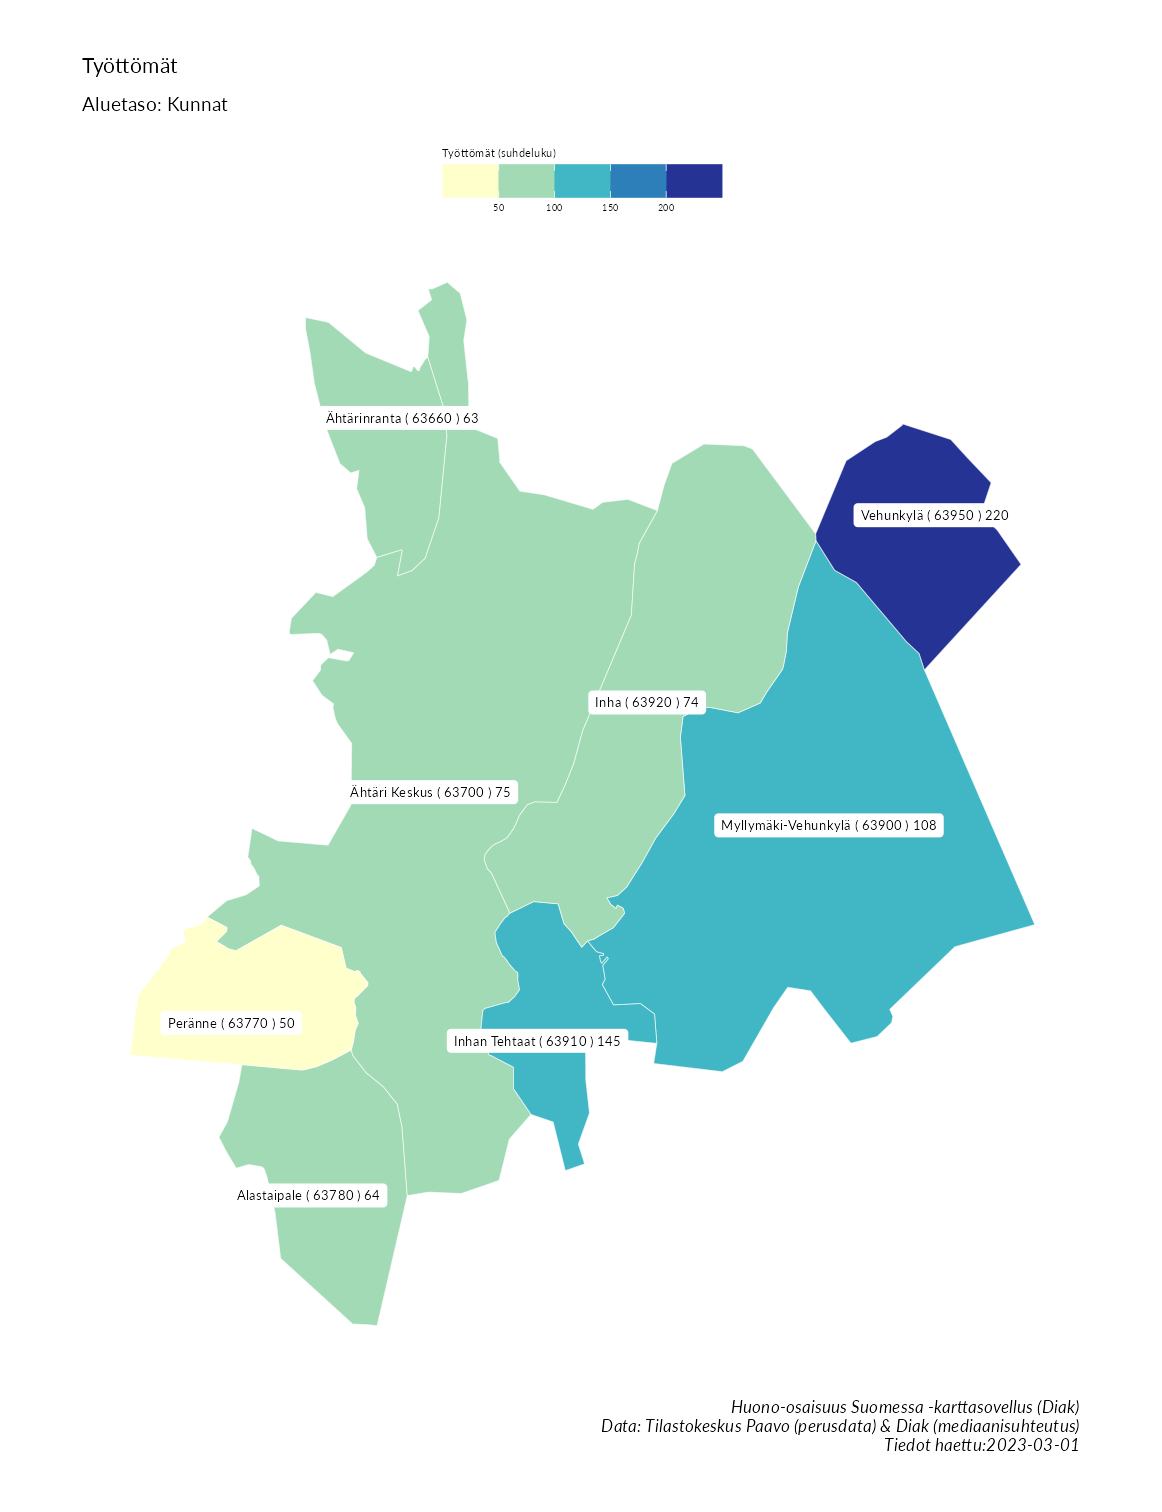 Työttömät
Aluetaso: Kunnat
Työttömät (suhdeluku)
50 100 150 200
Ähtärinranta ( 63660 ) 63
Vehunkylä ( 63950 ) 220
Inha ( 63920 ) 74
Ähtäri Keskus ( 63700 ) 75
Myllymäki-Vehunkylä ( 63900 ) 108
Peränne ( 63770 ) 50
Inhan Tehtaat ( 63910 ) 145
Alastaipale ( 63780 ) 64
Huono-osaisuus Suomessa -karttasovellus (Diak)
Data: Tilastokeskus Paavo (perusdata) & Diak (mediaanisuhteutus)
Tiedot haettu:2023-03-01